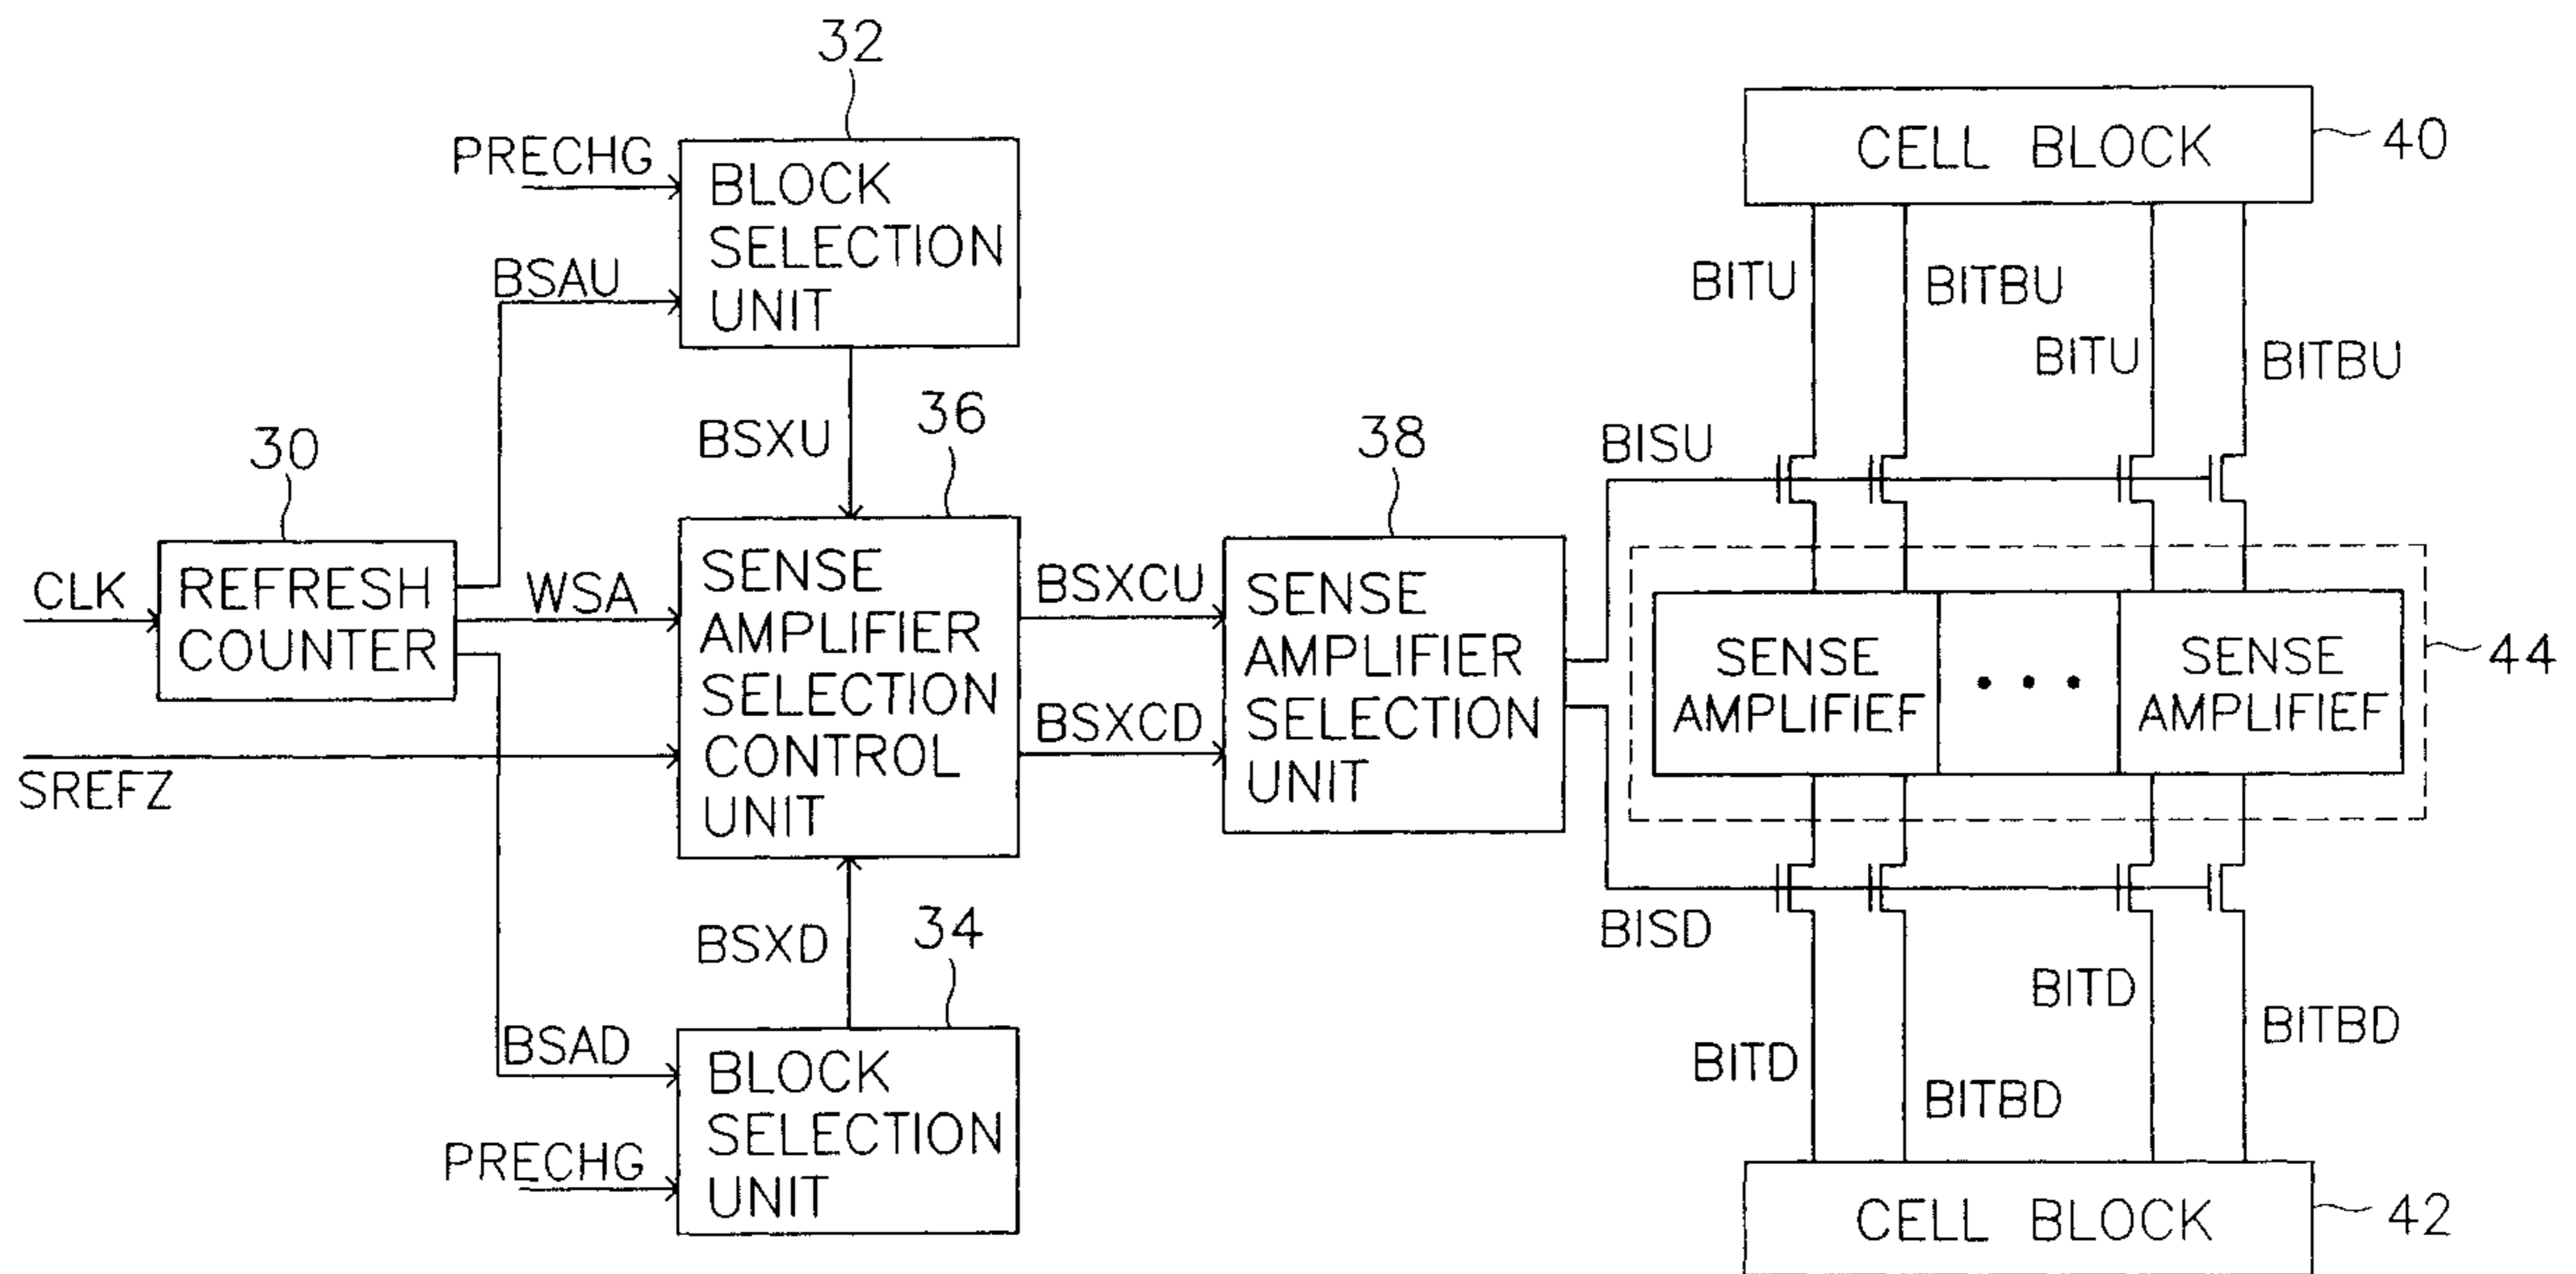 32
PRECHG
BLOCK
SELECTION
UNIT
BSAU
BSXU
30
CLK
REFRESH
COUNTER
WSA
SREFZ
36
SENSE
AMPLIFIER
SELECTION
CONTROL
UNIT
BSXCU
BSXCD
38
SENSE
AMPLIFIER
SELECTION
UNIT
BSXD
34
BSAD
PRECHG
BLOCK
SELECTION
UNIT
CELL BLOCK
40
BITU
BITBU
BITU
BITBU
BISU
SENSE
AMPLIFIEF
• • •
SENSE
AMPLIFIEF
44
BISD
BITD
BITBD
BITD
BITBD
CELL BLOCK
42